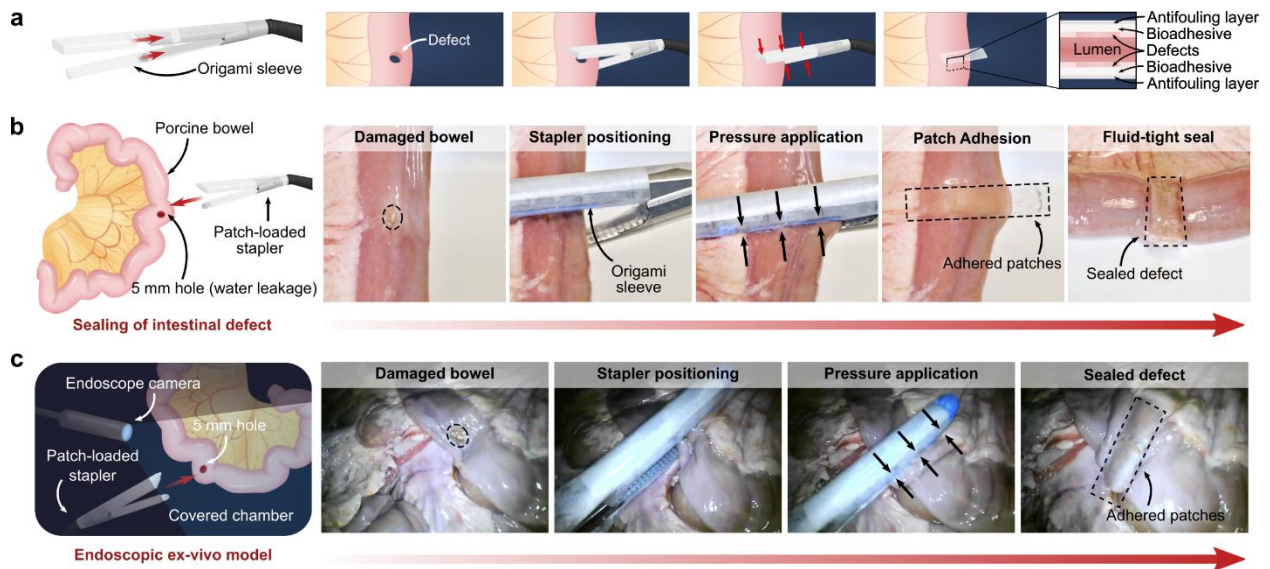 a
Origami sleeve
Defect
Antifouling layer
Bioadhesive
Lumen
Defects
Bioadhesive
Antifouling layer
b
Porcine bowel
Patch-loaded
stapler
5 mm hole (water leakage)
Sealing of intestinal defect
Damaged bowel
Stapler positioning
Origami
sleeve
Pressure application
Patch Adhesion
Adhered patches
Fluid-tight seal
Sealed defect
c
Endoscope camera
5 mm hole
Patch-loaded
stapler
Covered chamber
Endoscopic ex-vivo model
Damaged bowel
Stapler positioning
Pressure application
Sealed defect
Adhered patches